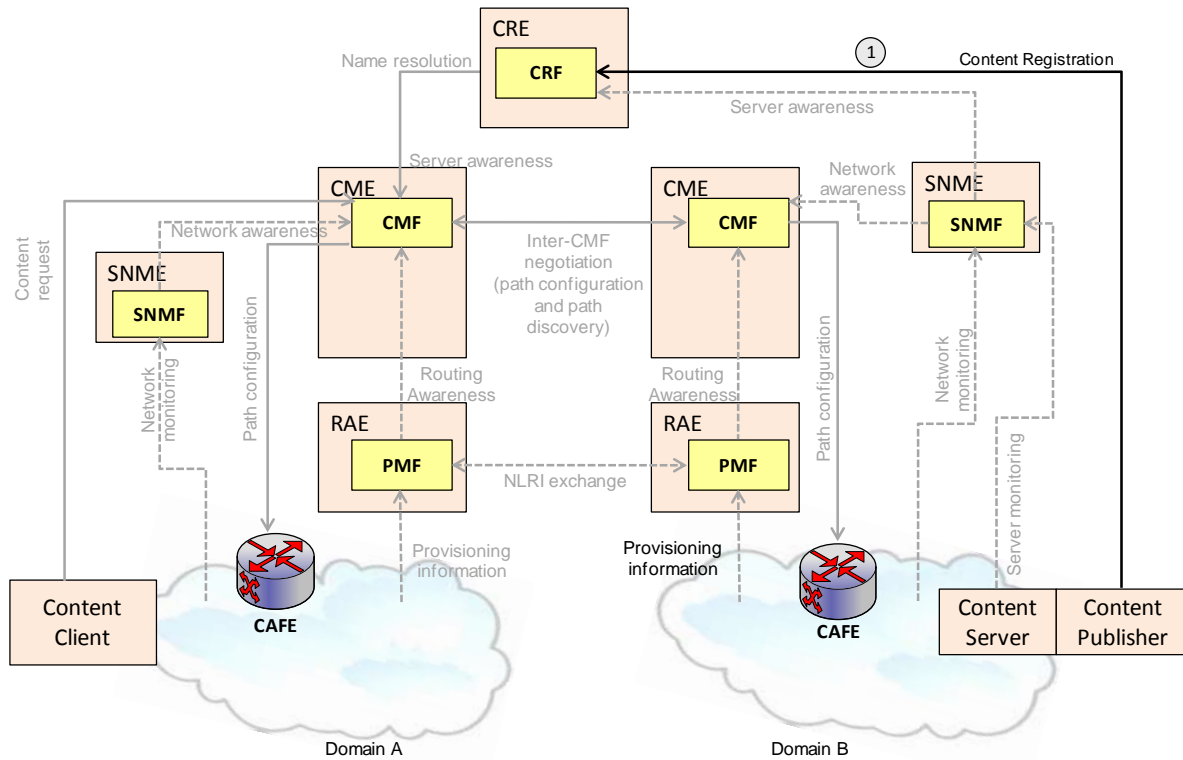 CRE
CRF
Name resolution
1
Content Registration
Server awareness
Server awareness
CME
CMF
Network awareness
CME
CMF
Network
awareness
SNME
SNMF
Inter-CMF
negotiation
(path configuration
and path
discovery)
Content
request
SNME
SNMF
Network
monitoring
Path configuration
Routing
Awareness
Routing
Awareness
Path configuration
Network
monitoring
Server monitoring
RAE
PMF
NLRI exchange
RAE
PMF
Provisioning
information
Provisioning
information
Content
Client
CAFE
CAFE
Content
Server
Content
Publisher
Domain A
Domain B